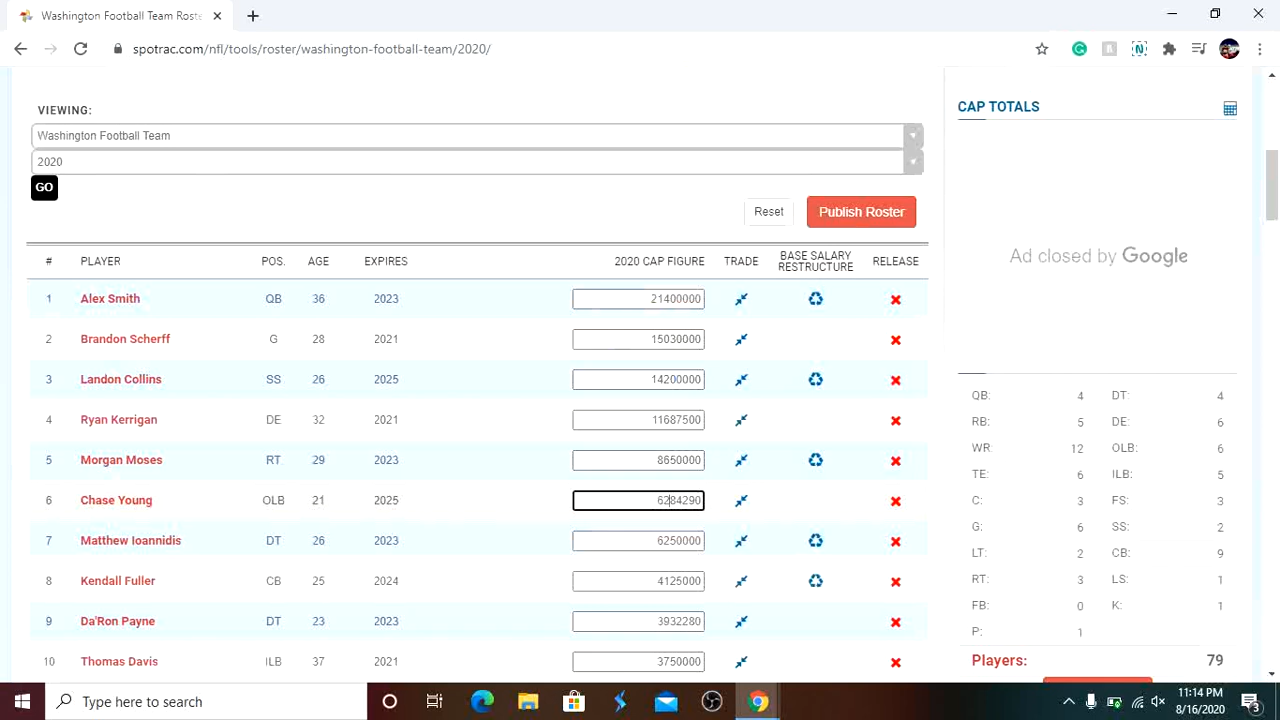 Washington Football Team Roste
spotrac.com/nfl/tools/roster/washington-football-team/2020/
VIEWING:
Washington Football Team
2020
GO
Reset Publish Roster
# PLAYER POS. AGE EXPIRES 2020 CAP FIGURE TRADE BASE SALARY RESTRUCTURE RELEASE
1 Alex Smith QB 36 2023 21400000
2 Brandon Scherff G 28 2021 15030000
3 Landon Collins SS 26 2025 14200000
4 Ryan Kerrigan DE 32 2021 11687500
5 Morgan Moses RT 29 2023 8650000
6 Chase Young OLB 21 2025 6284290
7 Matthew Ioannidis DT 26 2023 6250000
8 Kendall Fuller CB 25 2024 4125000
9 Da'Ron Payne DT 23 2023 3932280
10 Thomas Davis ILB 37 2021 3750000
CAP TOTALS
Ad closed by Google
QB: 4 DT: 4
RB: 5 DE: 6
WR: 12 OLB: 6
TE: 6 ILB: 5
C: 3 FS: 3
G: 6 SS: 2
LT: 2 CB: 9
RT: 3 LS: 1
FB: 0 K: 1
P: 1
Players: 79
Type here to search
11:14 PM
8/16/2020
3